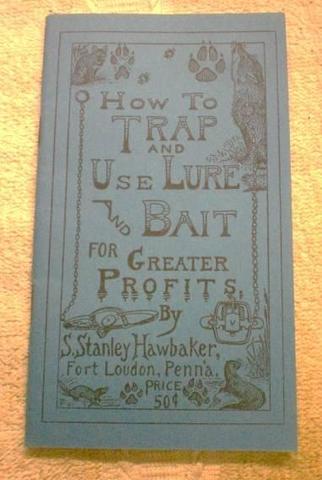 How To
TRAP
AND
USE LURE
AND BAIT
FOR GREATER
PROFITS.
By
S. Stanley Hawbaker,
Fort Loudon, Penn'a.
PRICE
50¢